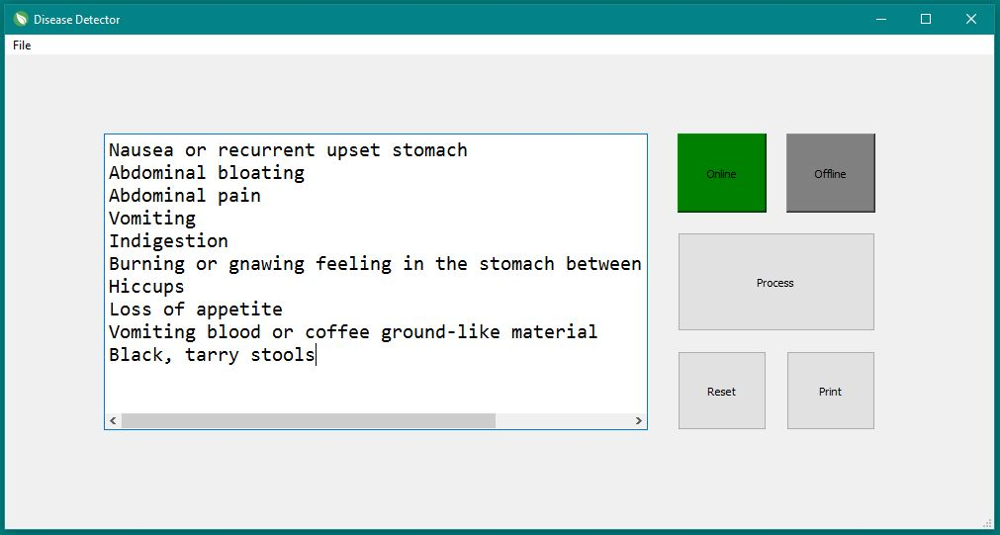 Disease Detector
File
Nausea or recurrent upset stomach
Abdominal bloating
Abdominal pain
Vomiting
Indigestion
Burning or gnawing feeling in the stomach between
Hiccups
Loss of appetite
Vomiting blood or coffee ground-like material
Black, tarry stools
Online
Offline
Process
Reset
Print